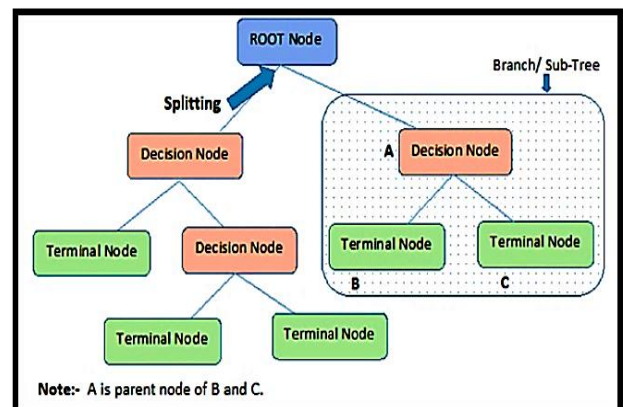 ROOT Node
Branch/ Sub-Tree
Splitting
Decision Node
A
Decision Node
Terminal Node
Decision Node
Terminal Node
Terminal Node
B
C
Terminal Node
Terminal Node
Note:- A is parent node of B and C.